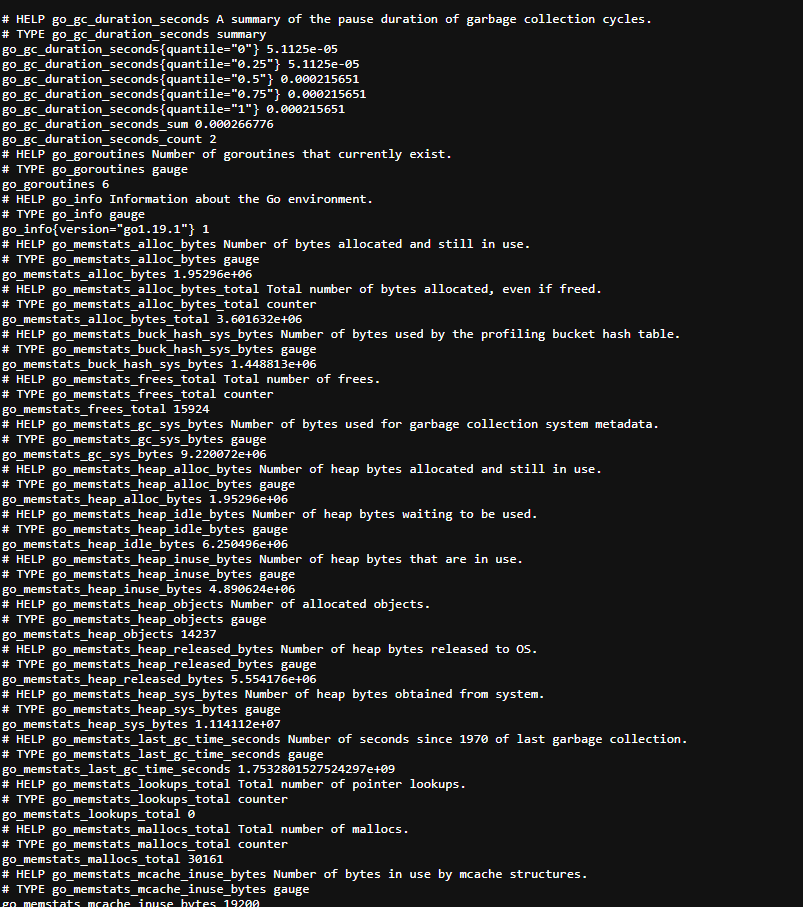 # HELP go_gc_duration_seconds A summary of the pause duration of garbage collection cycles.
# TYPE go_gc_duration_seconds summary
go_gc_duration_seconds{quantile="0"} 5.1125e-05
go_gc_duration_seconds{quantile="0.25"} 5.1125e-05
go_gc_duration_seconds{quantile="0.5"} 0.000215651
go_gc_duration_seconds{quantile="0.75"} 0.000215651
go_gc_duration_seconds{quantile="1"} 0.000215651
go_gc_duration_seconds_sum 0.000266776
go_gc_duration_seconds_count 2
# HELP go_goroutines Number of goroutines that currently exist.
# TYPE go_goroutines gauge
go_goroutines 6
# HELP go_info Information about the Go environment.
# TYPE go_info gauge
go_info{version="go1.19.1"} 1
# HELP go_memstats_alloc_bytes Number of bytes allocated and still in use.
# TYPE go_memstats_alloc_bytes gauge
go_memstats_alloc_bytes 1.95296e+06
# HELP go_memstats_alloc_bytes_total Total number of bytes allocated, even if freed.
# TYPE go_memstats_alloc_bytes_total counter
go_memstats_alloc_bytes_total 3.601632e+06
# HELP go_memstats_buck_hash_sys_bytes Number of bytes used by the profiling bucket hash table.
# TYPE go_memstats_buck_hash_sys_bytes gauge
go_memstats_buck_hash_sys_bytes 1.448813e+06
# HELP go_memstats_frees_total Total number of frees.
# TYPE go_memstats_frees_total counter
go_memstats_frees_total 15924
# HELP go_memstats_gc_sys_bytes Number of bytes used for garbage collection system metadata.
# TYPE go_memstats_gc_sys_bytes gauge
go_memstats_gc_sys_bytes 9.220072e+06
# HELP go_memstats_heap_alloc_bytes Number of heap bytes allocated and still in use.
# TYPE go_memstats_heap_alloc_bytes gauge
go_memstats_heap_alloc_bytes 1.95296e+06
# HELP go_memstats_heap_idle_bytes Number of heap bytes waiting to be used.
# TYPE go_memstats_heap_idle_bytes gauge
go_memstats_heap_idle_bytes 6.250496e+06
# HELP go_memstats_heap_inuse_bytes Number of heap bytes that are in use.
# TYPE go_memstats_heap_inuse_bytes gauge
go_memstats_heap_inuse_bytes 4.890624e+06
# HELP go_memstats_heap_objects Number of allocated objects.
# TYPE go_memstats_heap_objects gauge
go_memstats_heap_objects 14237
# HELP go_memstats_heap_released_bytes Number of heap bytes released to OS.
# TYPE go_memstats_heap_released_bytes gauge
go_memstats_heap_released_bytes 5.554176e+06
# HELP go_memstats_heap_sys_bytes Number of heap bytes obtained from system.
# TYPE go_memstats_heap_sys_bytes gauge
go_memstats_heap_sys_bytes 1.114112e+07
# HELP go_memstats_last_gc_time_seconds Number of seconds since 1970 of last garbage collection.
# TYPE go_memstats_last_gc_time_seconds gauge
go_memstats_last_gc_time_seconds 1.7532801527524297e+09
# HELP go_memstats_lookups_total Total number of pointer lookups.
# TYPE go_memstats_lookups_total counter
go_memstats_lookups_total 0
# HELP go_memstats_mallocs_total Total number of mallocs.
# TYPE go_memstats_mallocs_total counter
go_memstats_mallocs_total 30161
# HELP go_memstats_mcache_inuse_bytes Number of bytes in use by mcache structures.
# TYPE go_memstats_mcache_inuse_bytes gauge
go_memstats_mcache_inuse_bytes 19200